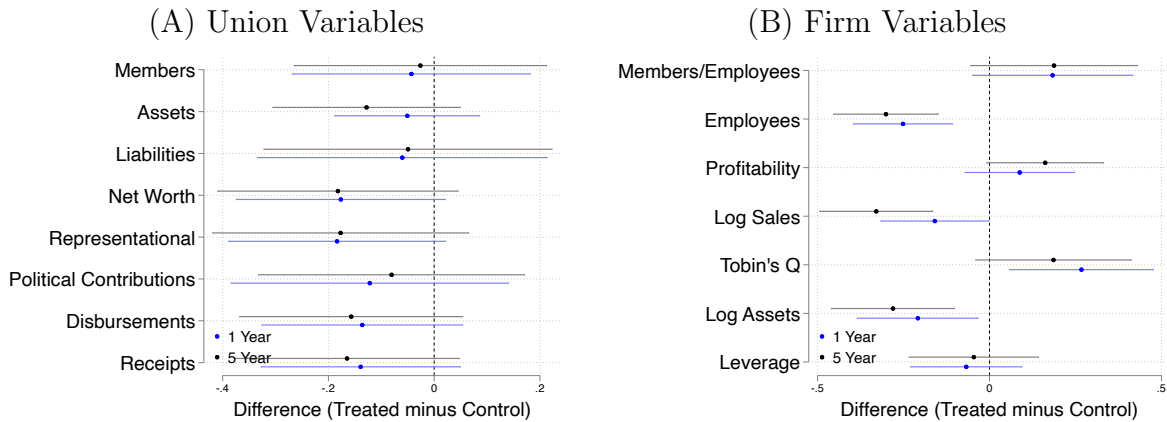 (A) Union Variables
Members
Assets
Liabilities
Net Worth
Representational
Political Contributions
Disbursements
Receipts
1 Year
5 Year
-.4 -.2 0 .2
Difference (Treated minus Control)
(B) Firm Variables
Members/Employees
Employees
Profitability
Log Sales
Tobin's Q
Log Assets
Leverage
1 Year
5 Year
-.5 0 .5
Difference (Treated minus Control)